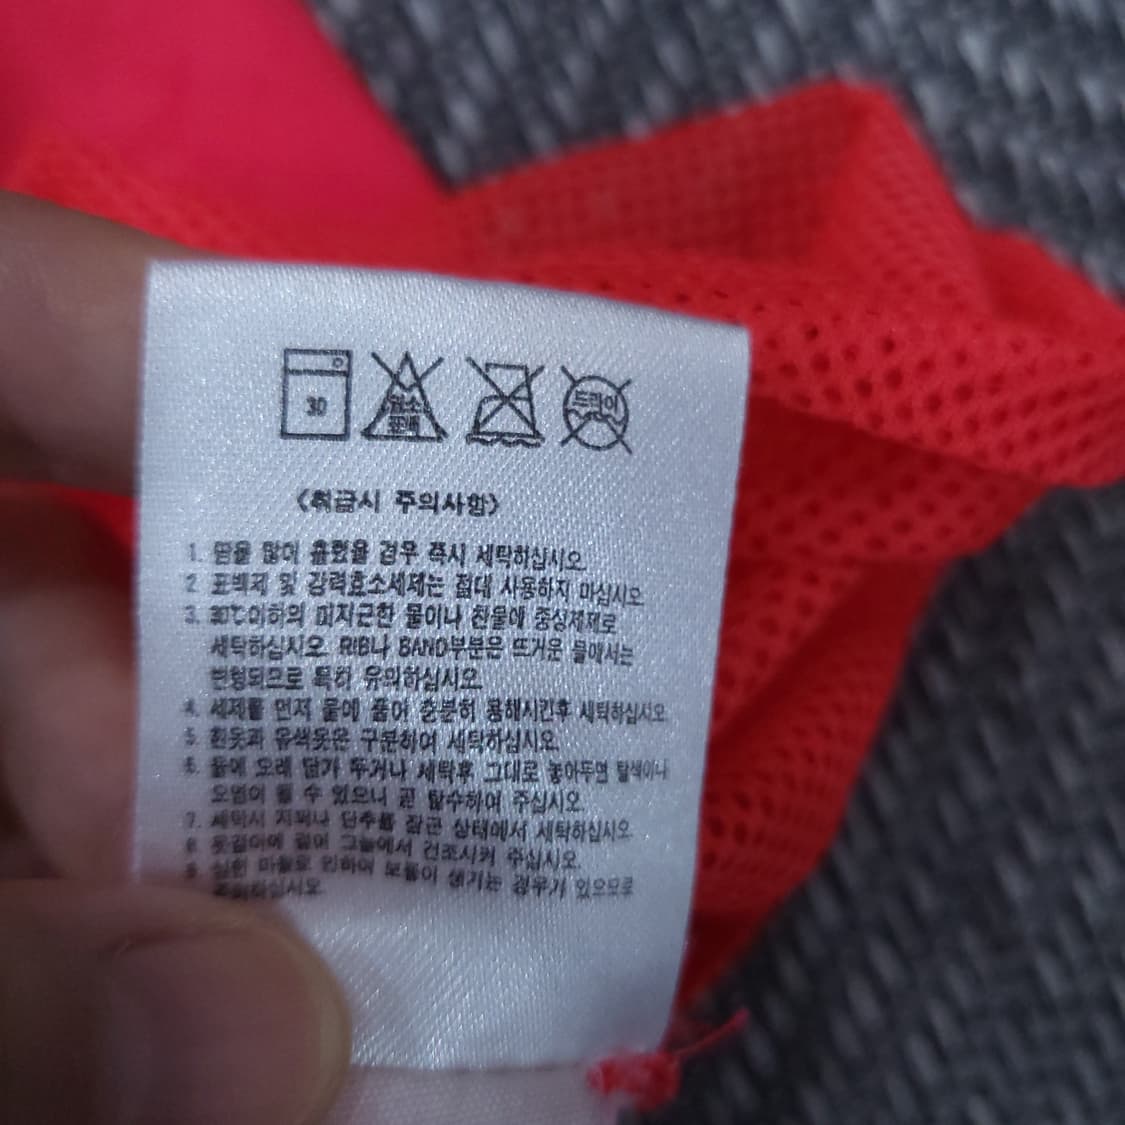 30
염소
표백
드라이
<취급시 주의사항>
1. 땀을 많이 흘렸을 경우 즉시 세탁하십시오.
2. 표백제 및 강력효소세제는 절대 사용하지 마십시오.
3. 30℃이하의 미지근한 물이나 찬물에 중성세제로
세탁하십시오. RIB나 BAND부분은 뜨거운 물에서는
변형되므로 특히 유의하십시오.
4. 세제를 먼저 물에 풀어 충분히 용해시킨후 세탁하십시오.
5. 흰옷과 유색옷은 구분하여 세탁하십시오.
6. 물에 오래 담가 두거나 세탁후 그대로 놓아두면 탈색이나
오염이 될 수 있으니 곧 탈수하여 주십시오.
7. 세탁시 지퍼나 단추를 잠근 상태에서 세탁하십시오.
8. 옷걸이에 걸어 그늘에서 건조시켜 주십시오.
9. 심한 마찰로 인하여 보풀이 생기는 경우가 있으므로